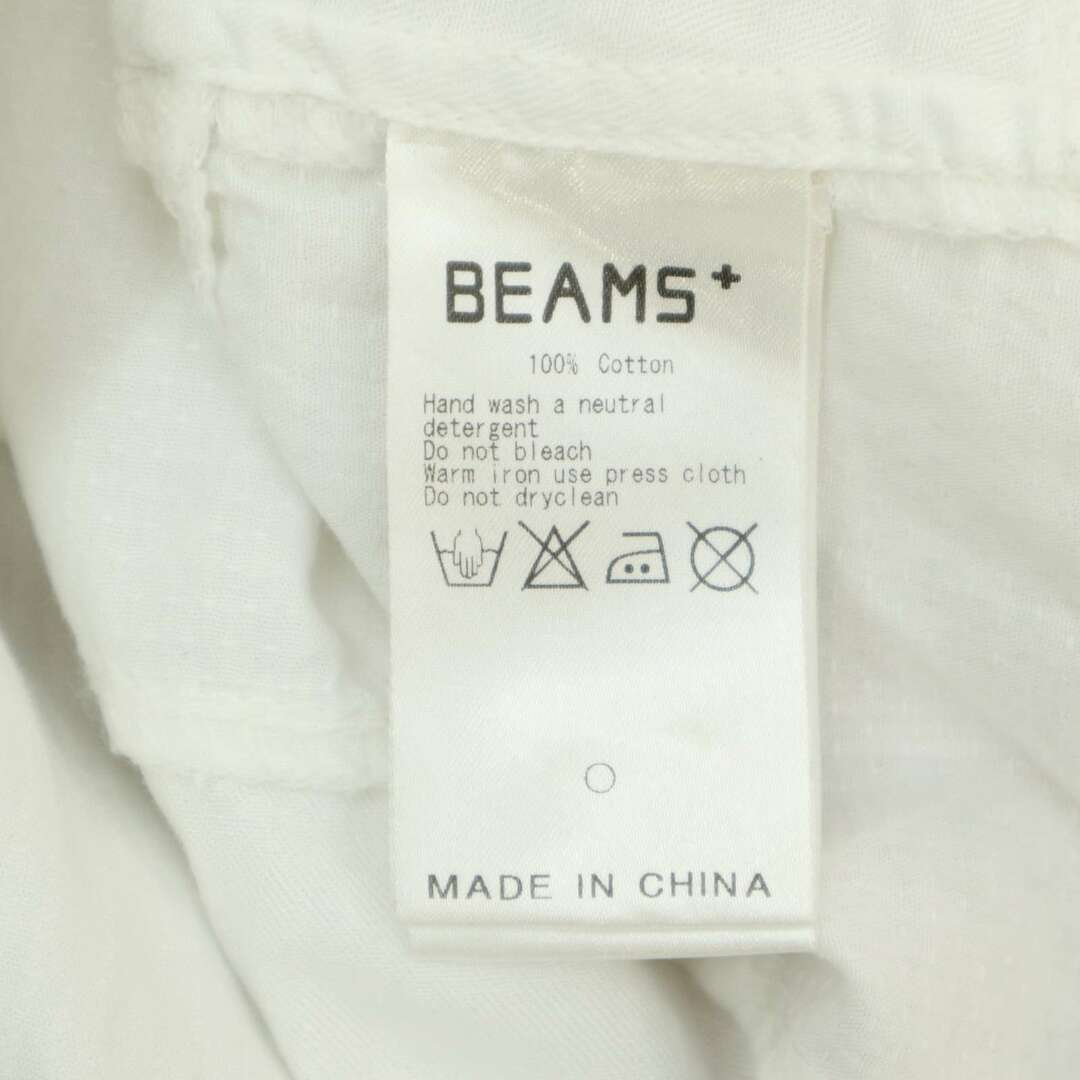 BEAMS+
100% Cotton
Hand wash a neutral
detergent
Do not bleach
Warm iron use press cloth
Do not dryclean
MADE IN CHINA